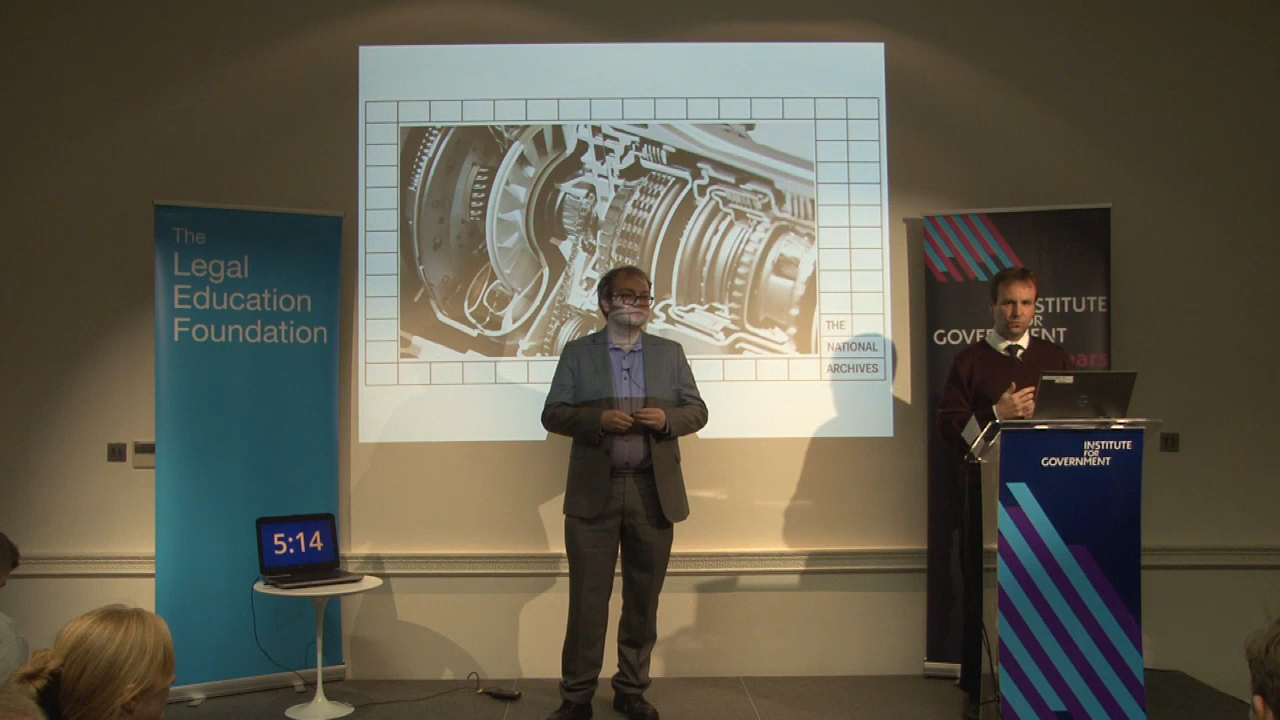 The
Legal
Education
Foundation
5:14
THE
NATIONAL
ARCHIVES
INSTITUTE
FOR
GOVERNMENT
INSTITUTE
FOR
GOVERNMENT